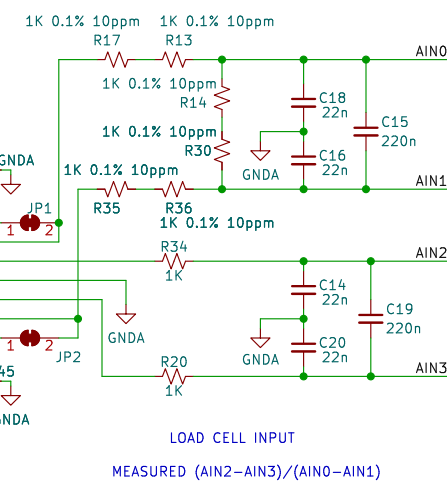 1K 0.1% 10ppm 1K 0.1% 10ppm
R17 R13
AIN0
1K 0.1% 10ppm
R14
C18
22n
C15
220n
1K 0.1% 10ppm
R30
C16
22n
GNDA
GNDA
1K 0.1% 10ppm
AIN1
R35 R36
JP1
1 2
1K 0.1% 10ppm
R34
1K
AIN2
C14
22n
C19
220n
GNDA
GNDA
C20
22n
1 2
JP2
R20
1K
AIN3
45
GNDA
LOAD CELL INPUT
MEASURED (AIN2-AIN3)/(AIN0-AIN1)